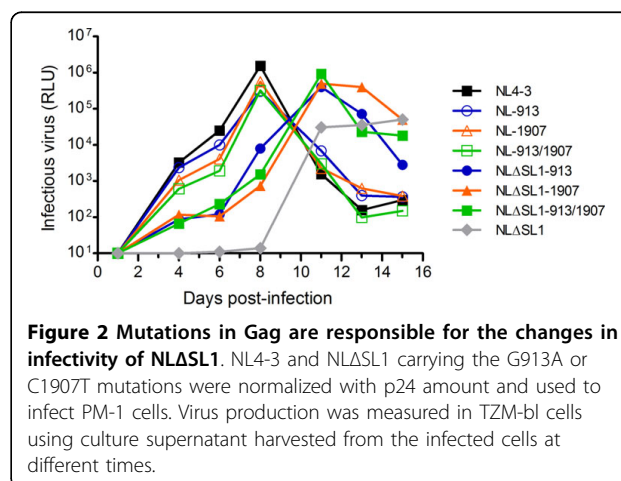 10⁷
10⁶
10⁵
10⁴
10³
10²
10¹
Infectious virus (RLU)
0 2 4 6 8 10 12 14 16
Days post-infection
NL4-3
NL-913
NL-1907
NL-913/1907
NLΔSL1-913
NLΔSL1-1907
NLΔSL1-913/1907
NLΔSL1
Figure 2 Mutations in Gag are responsible for the changes in
infectivity of NLΔSL1. NL4-3 and NLΔSL1 carrying the G913A or
C1907T mutations were normalized with p24 amount and used to
infect PM-1 cells. Virus production was measured in TZM-bl cells
using culture supernatant harvested from the infected cells at
different times.